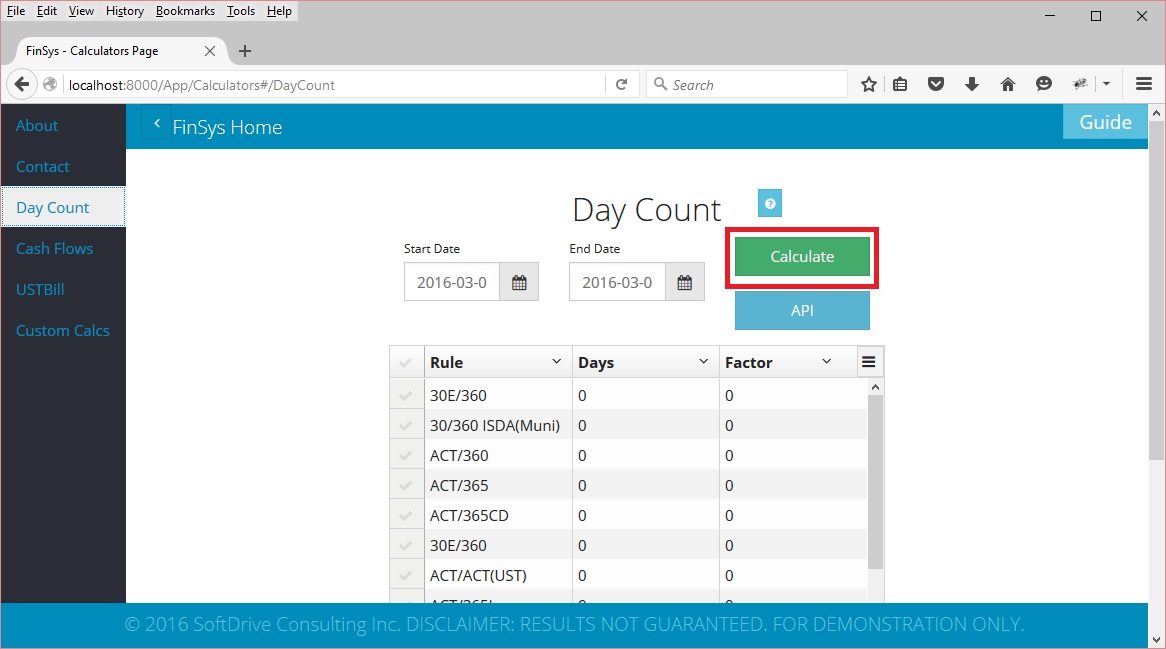 File Edit View History Bookmarks Tools Help
FinSys - Calculators Page
localhost:8000/App/Calculators#/DayCount
Search
About
FinSys Home
Guide
Contact
Day Count
Cash Flows
USTBill
Custom Calcs
Day Count
Start Date End Date
Calculate
2016-03-0 2016-03-0
API
Rule Days Factor
30E/360 0 0
30/360 ISDA(Muni) 0 0
ACT/360 0 0
ACT/365 0 0
ACT/365CD 0 0
30E/360 0 0
ACT/ACT(UST) 0 0
© 2016 SoftDrive Consulting Inc. DISCLAIMER: RESULTS NOT GUARANTEED. FOR DEMONSTRATION ONLY.